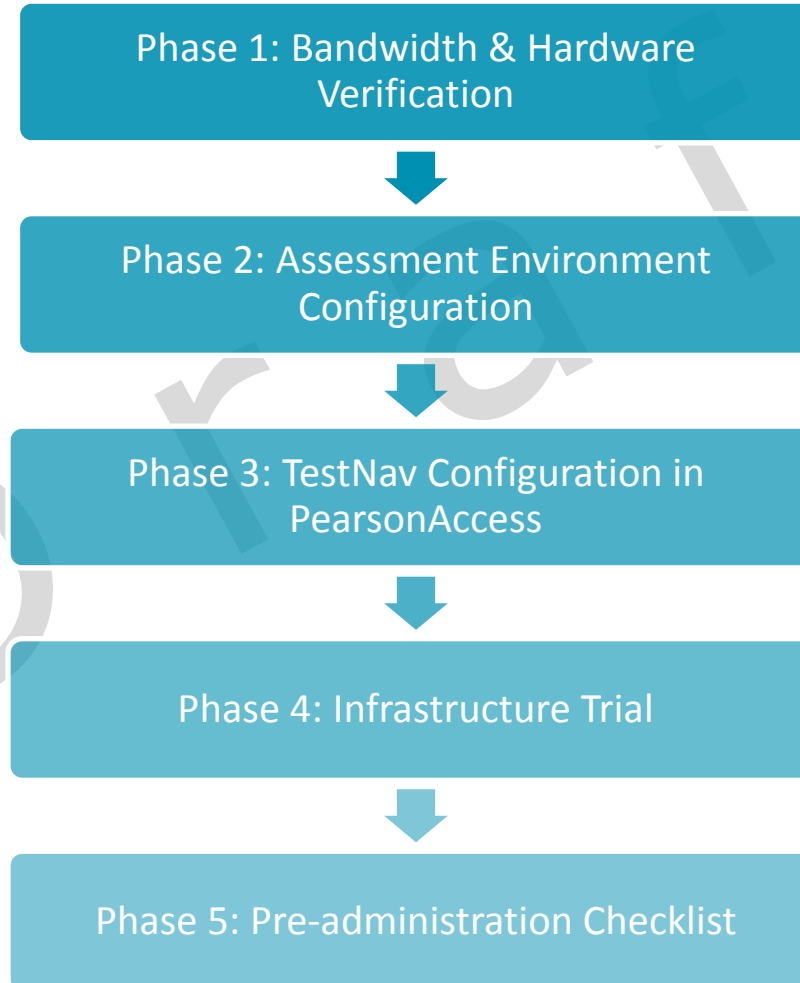 Phase 1: Bandwidth & Hardware
Verification
Phase 2: Assessment Environment
Configuration
Phase 3: TestNav Configuration in
PearsonAccess
Phase 4: Infrastructure Trial
Phase 5: Pre-administration Checklist
Draf